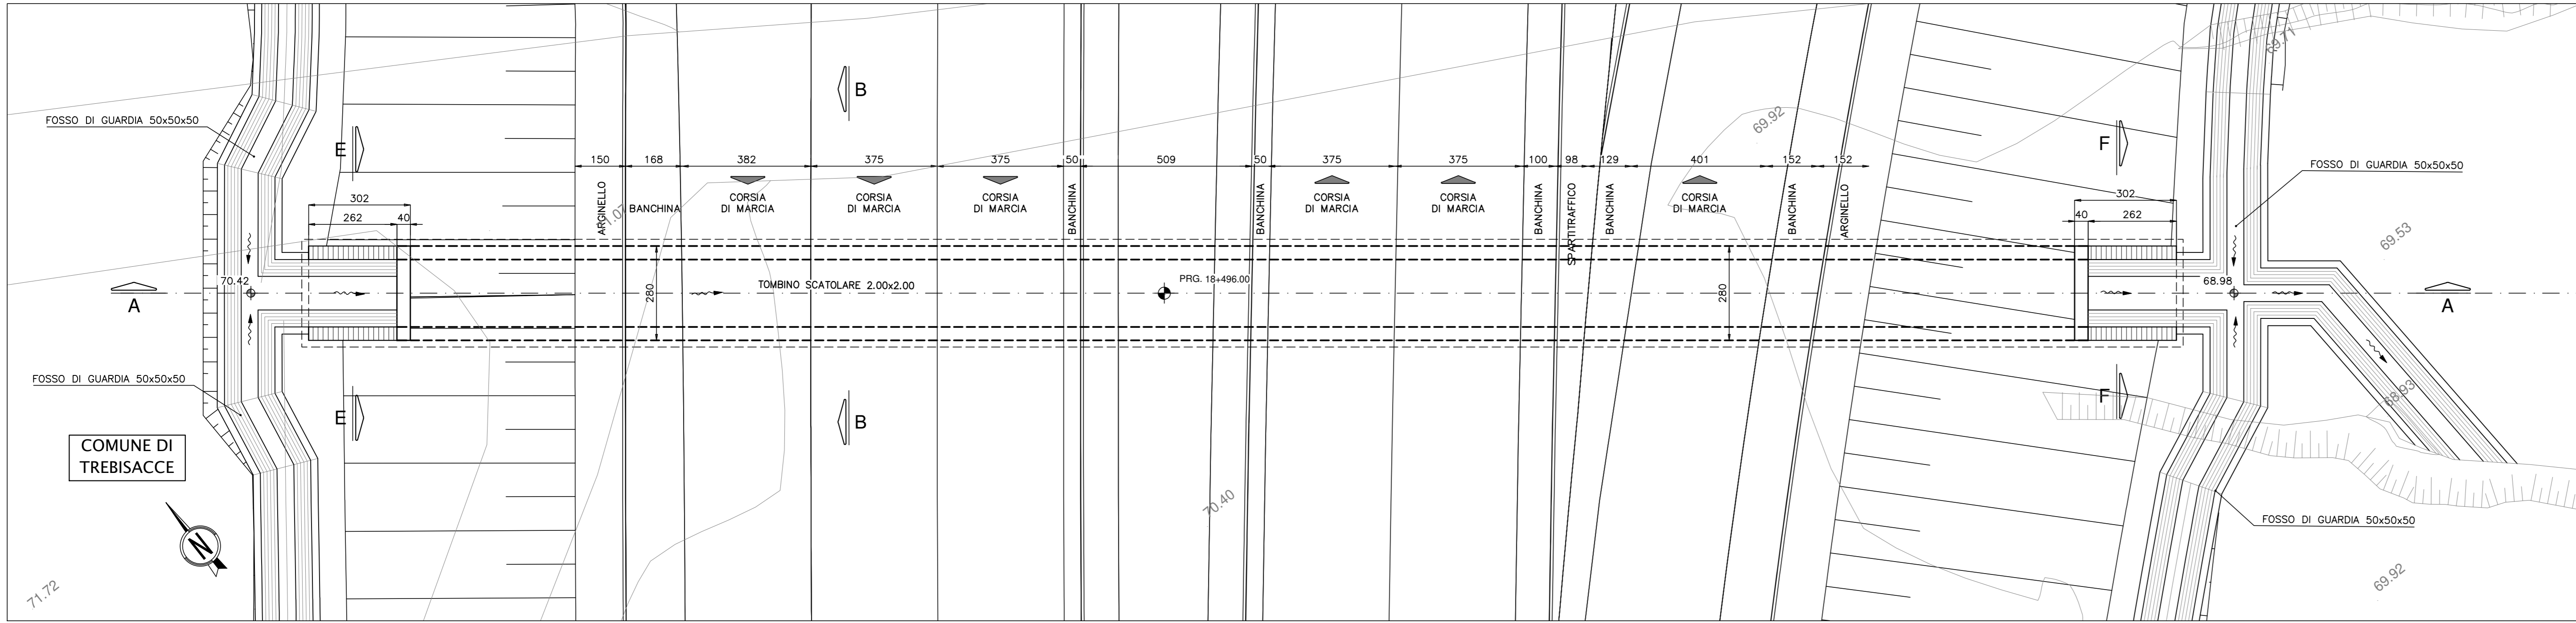 69.71
B
69.92
FOSSO DI GUARDIA 50x50x50
E
F
150 168 382 375 375 50 509 50 375 375 100 98 129 401 152 152
FOSSO DI GUARDIA 50x50x50
ARGINELLO
BANCHINA
CORSIA
DI MARCIA
CORSIA
DI MARCIA
CORSIA
DI MARCIA
BANCHINA
BANCHINA
CORSIA
DI MARCIA
CORSIA
DI MARCIA
BANCHINA
SPARTITRAFFICO
BANCHINA
CORSIA
DI MARCIA
BANCHINA
ARGINELLO
302
262 40
302
40 262
69.53
70.42
PRG. 18+496.00
68.98
TOMBINO SCATOLARE 2.00x2.00
280
280
A
A
FOSSO DI GUARDIA 50x50x50
68.93
E
B
F
COMUNE DI
TREBISACCE
70.40
FOSSO DI GUARDIA 50x50x50
N
71.72
69.92